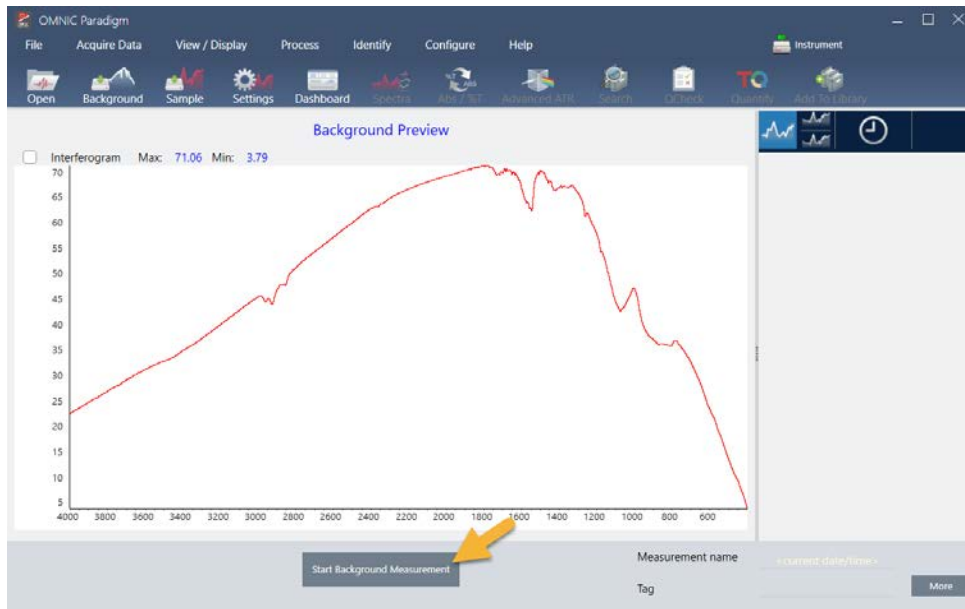 OMNIC Paradigm
File Acquire Data View / Display Process Identify Configure Help Instrument
Open Background Sample Settings Dashboard Spectra Abs / %T Advanced ATR Search QCheck Quantify Add To Library
TQ
Background Preview
Interferogram Max: 71.06 Min: 3.79
70
65
60
55
50
45
40
35
30
25
20
15
10
5
4000 3800 3600 3400 3200 3000 2800 2600 2400 2200 2000 1800 1600 1400 1200 1000 800 600
Start Background Measurement
Measurement name <current date/time>
Tag
More